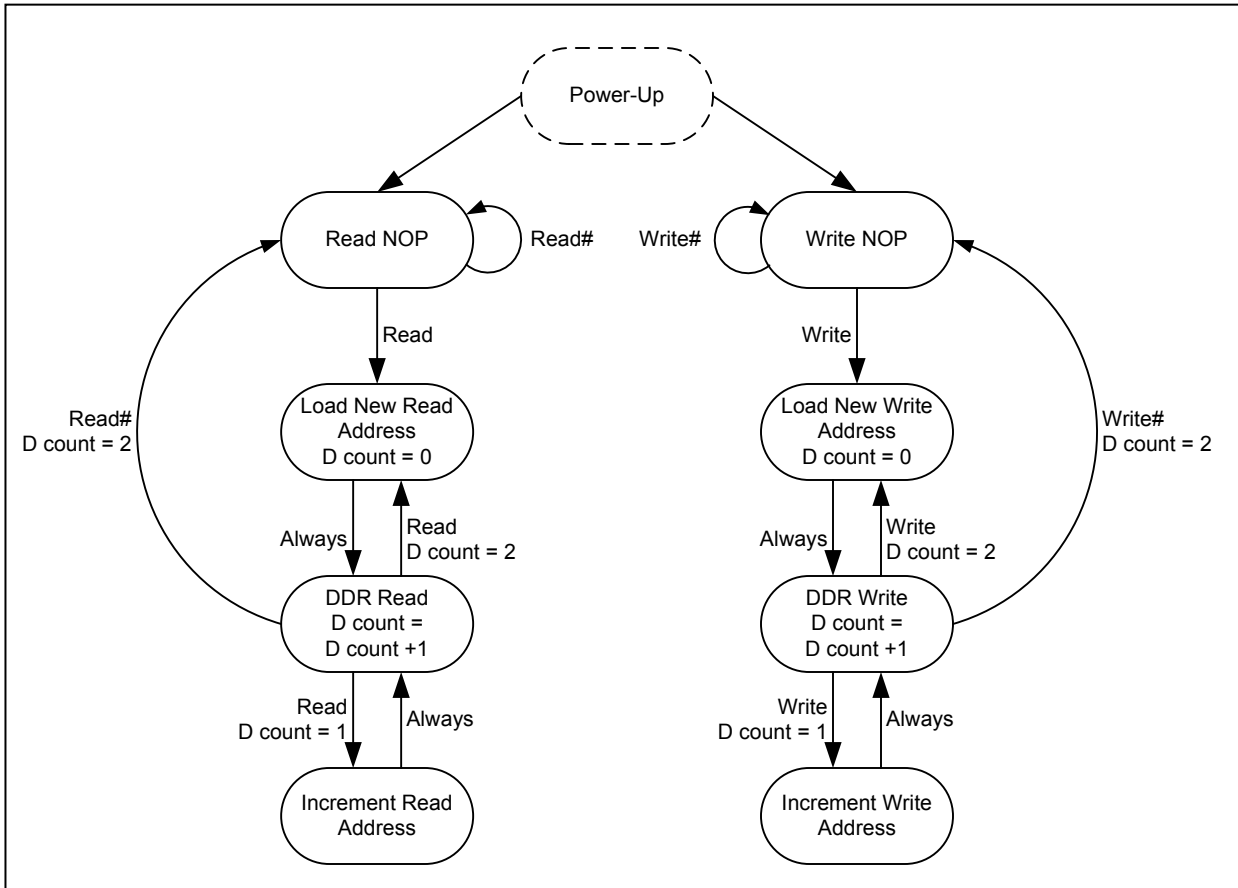 Power-Up
Read NOP
Read#
Write#
Write NOP
Read
Write
Load New Read
Address
D count = 0
Load New Write
Address
D count = 0
Read#
D count = 2
Write#
D count = 2
Always
Read
D count = 2
Always
Write
D count = 2
DDR Read
D count =
D count +1
DDR Write
D count =
D count +1
Read
D count = 1
Always
Write
D count = 1
Always
Increment Read
Address
Increment Write
Address